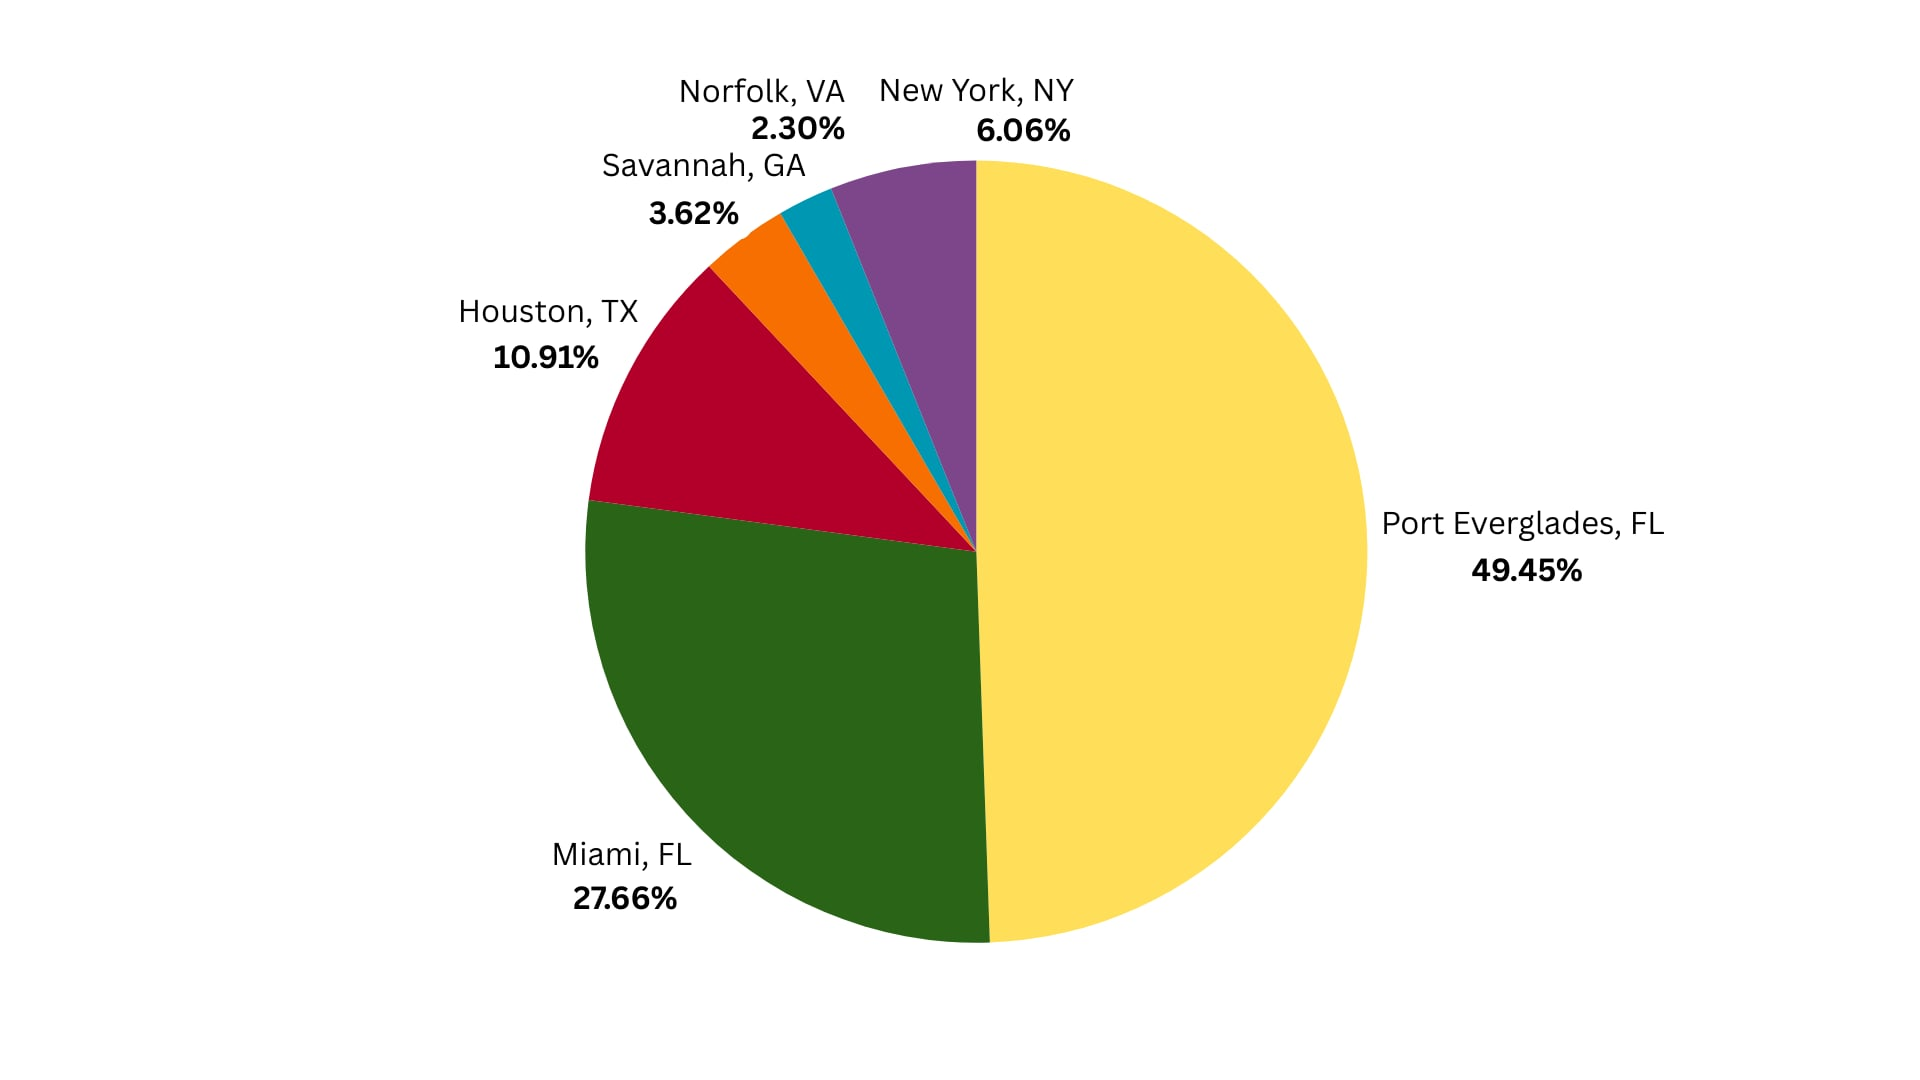 Norfolk, VA
2.30%
New York, NY
6.06%
Savannah, GA
3.62%
Houston, TX
10.91%
Port Everglades, FL
49.45%
Miami, FL
27.66%